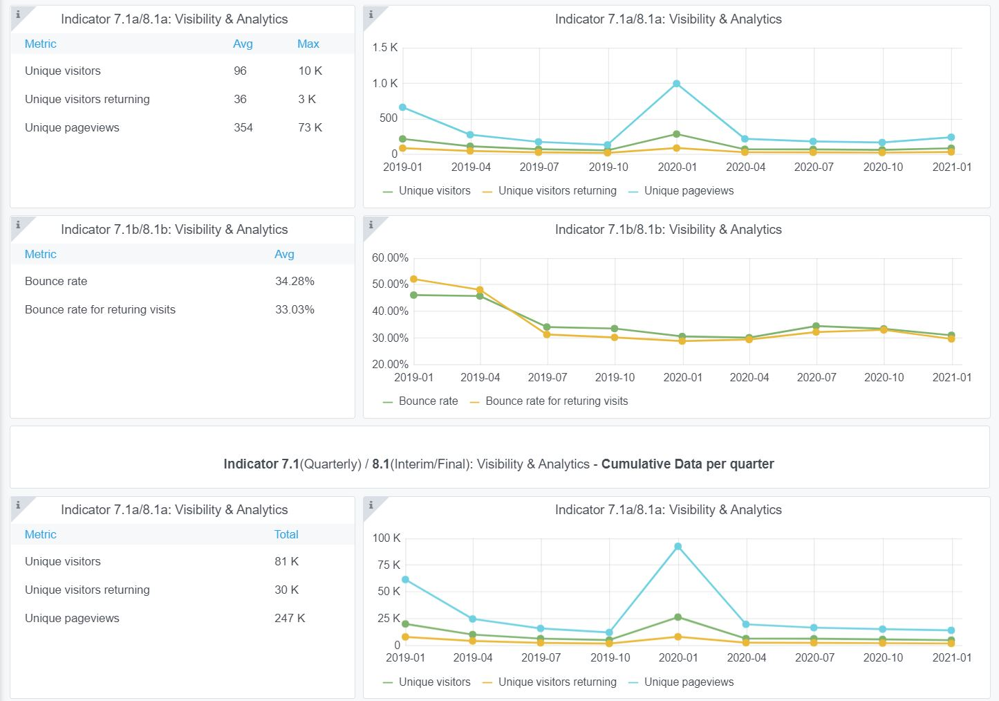 i
Indicator 7.1a/8.1a: Visibility & Analytics
Metric Avg Max
Unique visitors 96 10 K
Unique visitors returning 36 3 K
Unique pageviews 354 73 K
i
Indicator 7.1a/8.1a: Visibility & Analytics
1.5 K
1.0 K
500
0
2019-01 2019-04 2019-07 2019-10 2020-01 2020-04 2020-07 2020-10 2021-01
Unique visitors Unique visitors returning Unique pageviews
i
Indicator 7.1b/8.1b: Visibility & Analytics
Metric Avg
Bounce rate 34.28%
Bounce rate for returing visits 33.03%
i
Indicator 7.1b/8.1b: Visibility & Analytics
60.00%
50.00%
40.00%
30.00%
20.00%
2019-01 2019-04 2019-07 2019-10 2020-01 2020-04 2020-07 2020-10 2021-01
Bounce rate Bounce rate for returing visits
Indicator 7.1(Quarterly) / 8.1(Interim/Final): Visibility & Analytics - Cumulative Data per quarter
i
Indicator 7.1a/8.1a: Visibility & Analytics
Metric Total
Unique visitors 81 K
Unique visitors returning 30 K
Unique pageviews 247 K
i
Indicator 7.1a/8.1a: Visibility & Analytics
100 K
75 K
50 K
25 K
0
2019-01 2019-04 2019-07 2019-10 2020-01 2020-04 2020-07 2020-10 2021-01
Unique visitors Unique visitors returning Unique pageviews